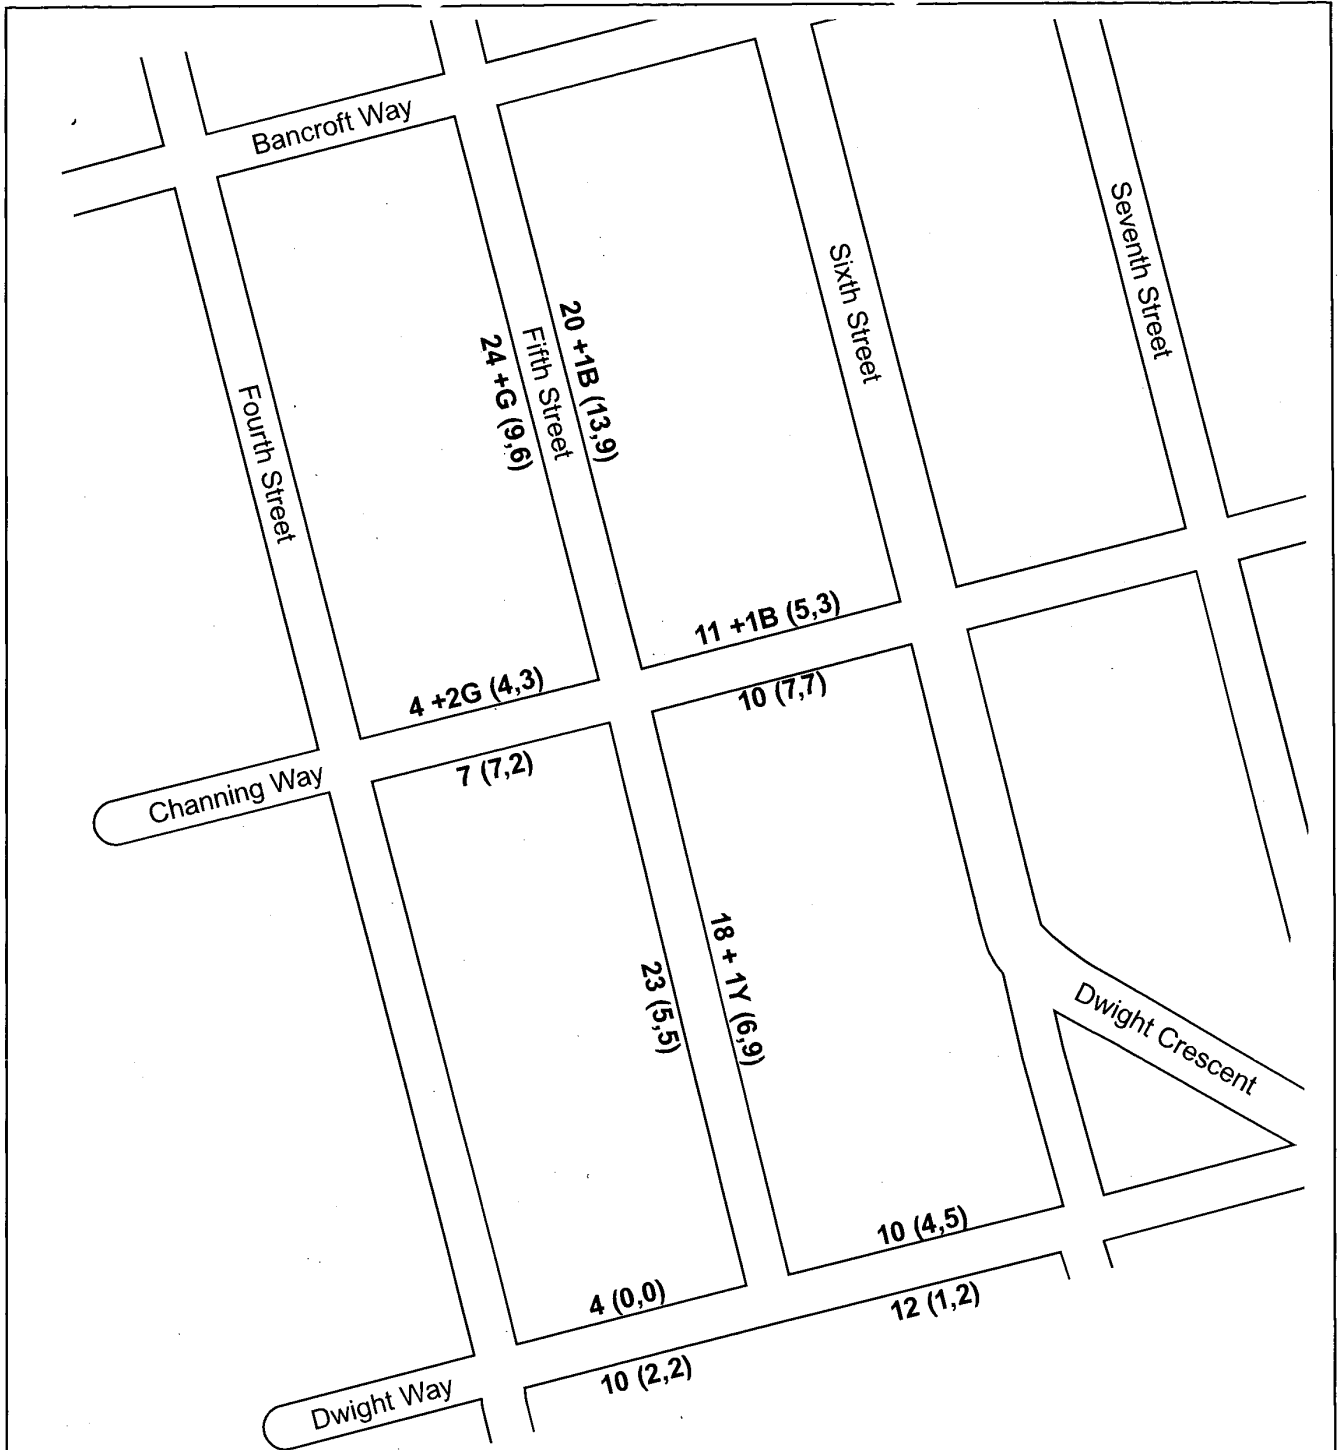 Bancroft Way
Seventh Street
Sixth Street
20 +1B (13,9)
Fifth Street
24 +G (9,6)
Fourth Street
11 +1B (5,3)
4 +2G (4,3)
10 (7,7)
7 (7,2)
Channing Way
18 + 1Y (6,9)
23 (5,5)
Dwight Crescent
10 (4,5)
4 (0,0)
12 (1,2)
10 (2,2)
Dwight Way